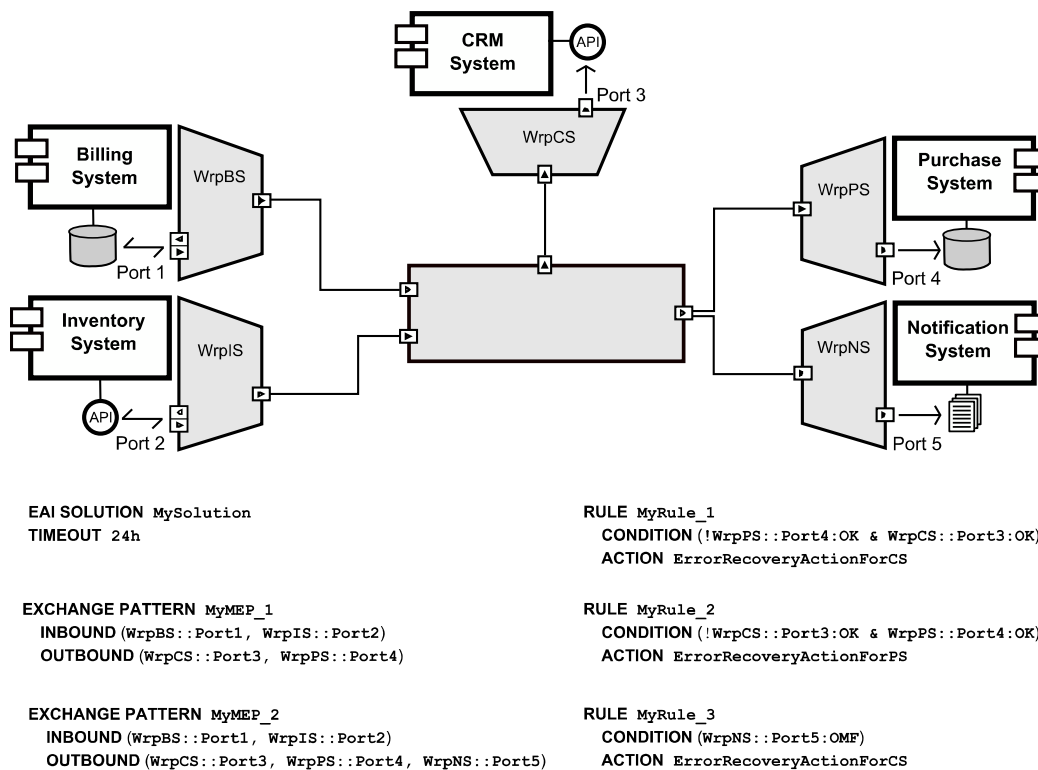 CRM
System
API
Port 3
WrpCS
Billing
System
WrpBS
Port 1
WrpPS
Purchase
System
Port 4
Inventory
System
WrpIS
API
Port 2
WrpNS
Notification
System
Port 5
EAI SOLUTION MySolution
TIMEOUT 24h
EXCHANGE PATTERN MyMEP_1
INBOUND (WrpBS::Port1, WrpIS::Port2)
OUTBOUND (WrpCS::Port3, WrpPS::Port4)
EXCHANGE PATTERN MyMEP_2
INBOUND (WrpBS::Port1, WrpIS::Port2)
OUTBOUND (WrpCS::Port3, WrpPS::Port4, WrpNS::Port5)
RULE MyRule_1
CONDITION (!WrpPS::Port4:OK & WrpCS::Port3:OK)
ACTION ErrorRecoveryActionForCS
RULE MyRule_2
CONDITION (!WrpCS::Port3:OK & WrpPS::Port4:OK)
ACTION ErrorRecoveryActionForPS
RULE MyRule_3
CONDITION (WrpNS::Port5:OMF)
ACTION ErrorRecoveryActionForCS